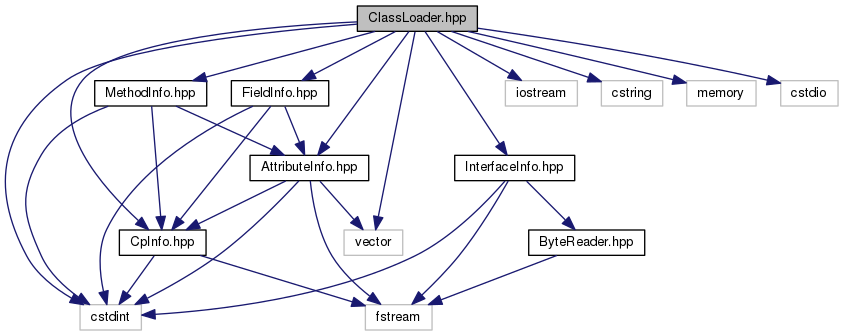 ClassLoader.hpp
MethodInfo.hpp
FieldInfo.hpp
iostream
cstring
memory
cstdio
AttributeInfo.hpp
InterfaceInfo.hpp
CpInfo.hpp
vector
ByteReader.hpp
cstdint
fstream